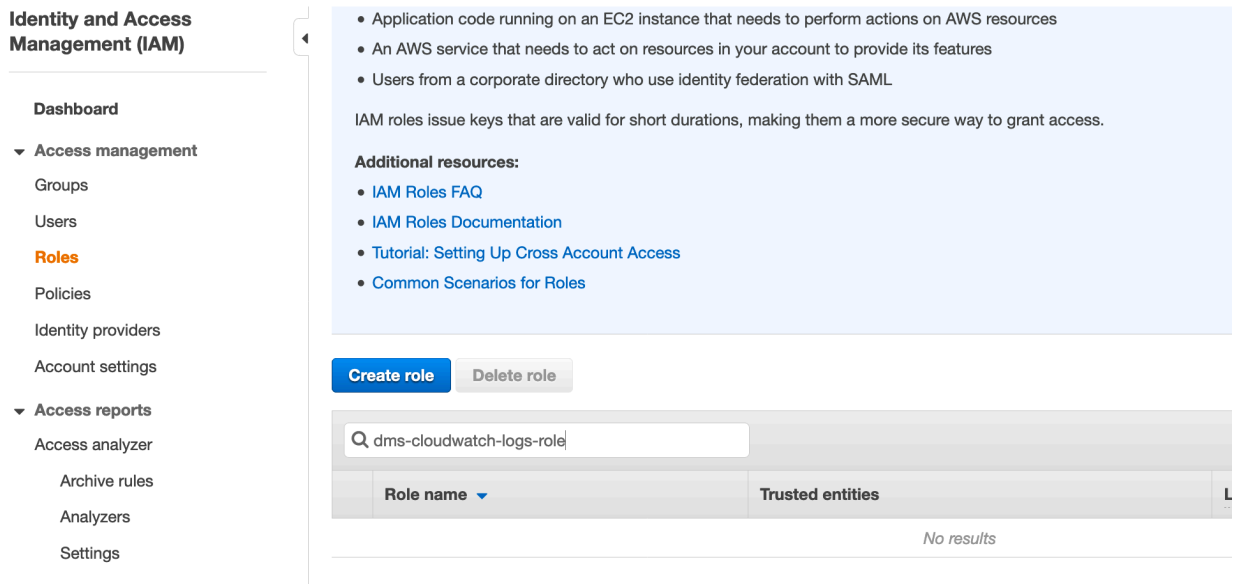 Identity and Access
Management (IAM)
Dashboard
Access management
Groups
Users
Roles
Policies
Identity providers
Account settings
Access reports
Access analyzer
Archive rules
Analyzers
Settings
• Application code running on an EC2 instance that needs to perform actions on AWS resources
• An AWS service that needs to act on resources in your account to provide its features
• Users from a corporate directory who use identity federation with SAML
IAM roles issue keys that are valid for short durations, making them a more secure way to grant access.
Additional resources:
• IAM Roles FAQ
• IAM Roles Documentation
• Tutorial: Setting Up Cross Account Access
• Common Scenarios for Roles
Create role Delete role
dms-cloudwatch-logs-role
Role name Trusted entities L
No results